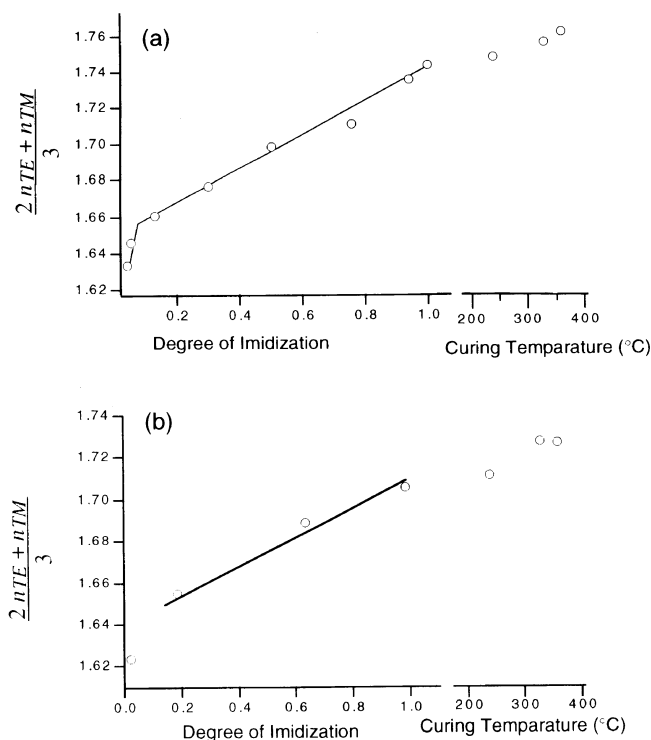 (a)
2 nTE + nTM
3
1.76
1.74
1.72
1.70
1.68
1.66
1.64
1.62
0.2 0.4 0.6 0.8 1.0 200 300 400
Degree of Imidization Curing Temparature (°C)
(b)
2 nTE + nTM
3
1.74
1.72
1.70
1.68
1.66
1.64
1.62
0.0 0.2 0.4 0.6 0.8 1.0 200 300 400
Degree of Imidization Curing Temparature (°C)